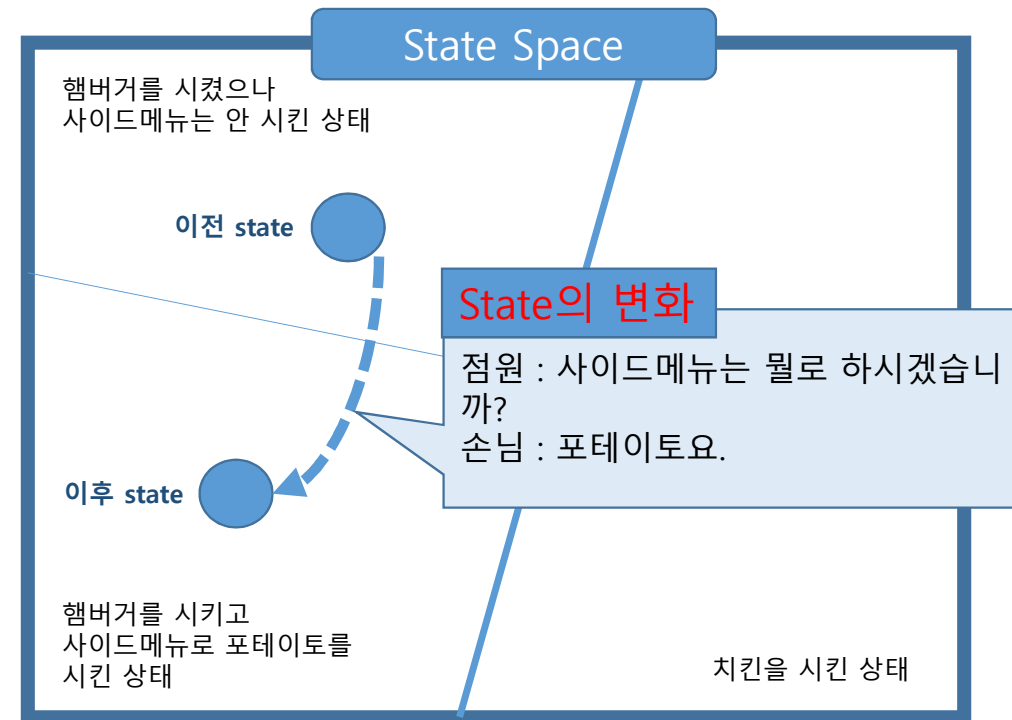 State Space
햄버거를 시켰으나
사이드메뉴는 안 시킨 상태
이전 state
State의 변화
점원 : 사이드메뉴는 뭘로 하시겠습니
까?
손님 : 포테이토요.
이후 state
햄버거를 시키고
사이드메뉴로 포테이토를
시킨 상태
치킨을 시킨 상태